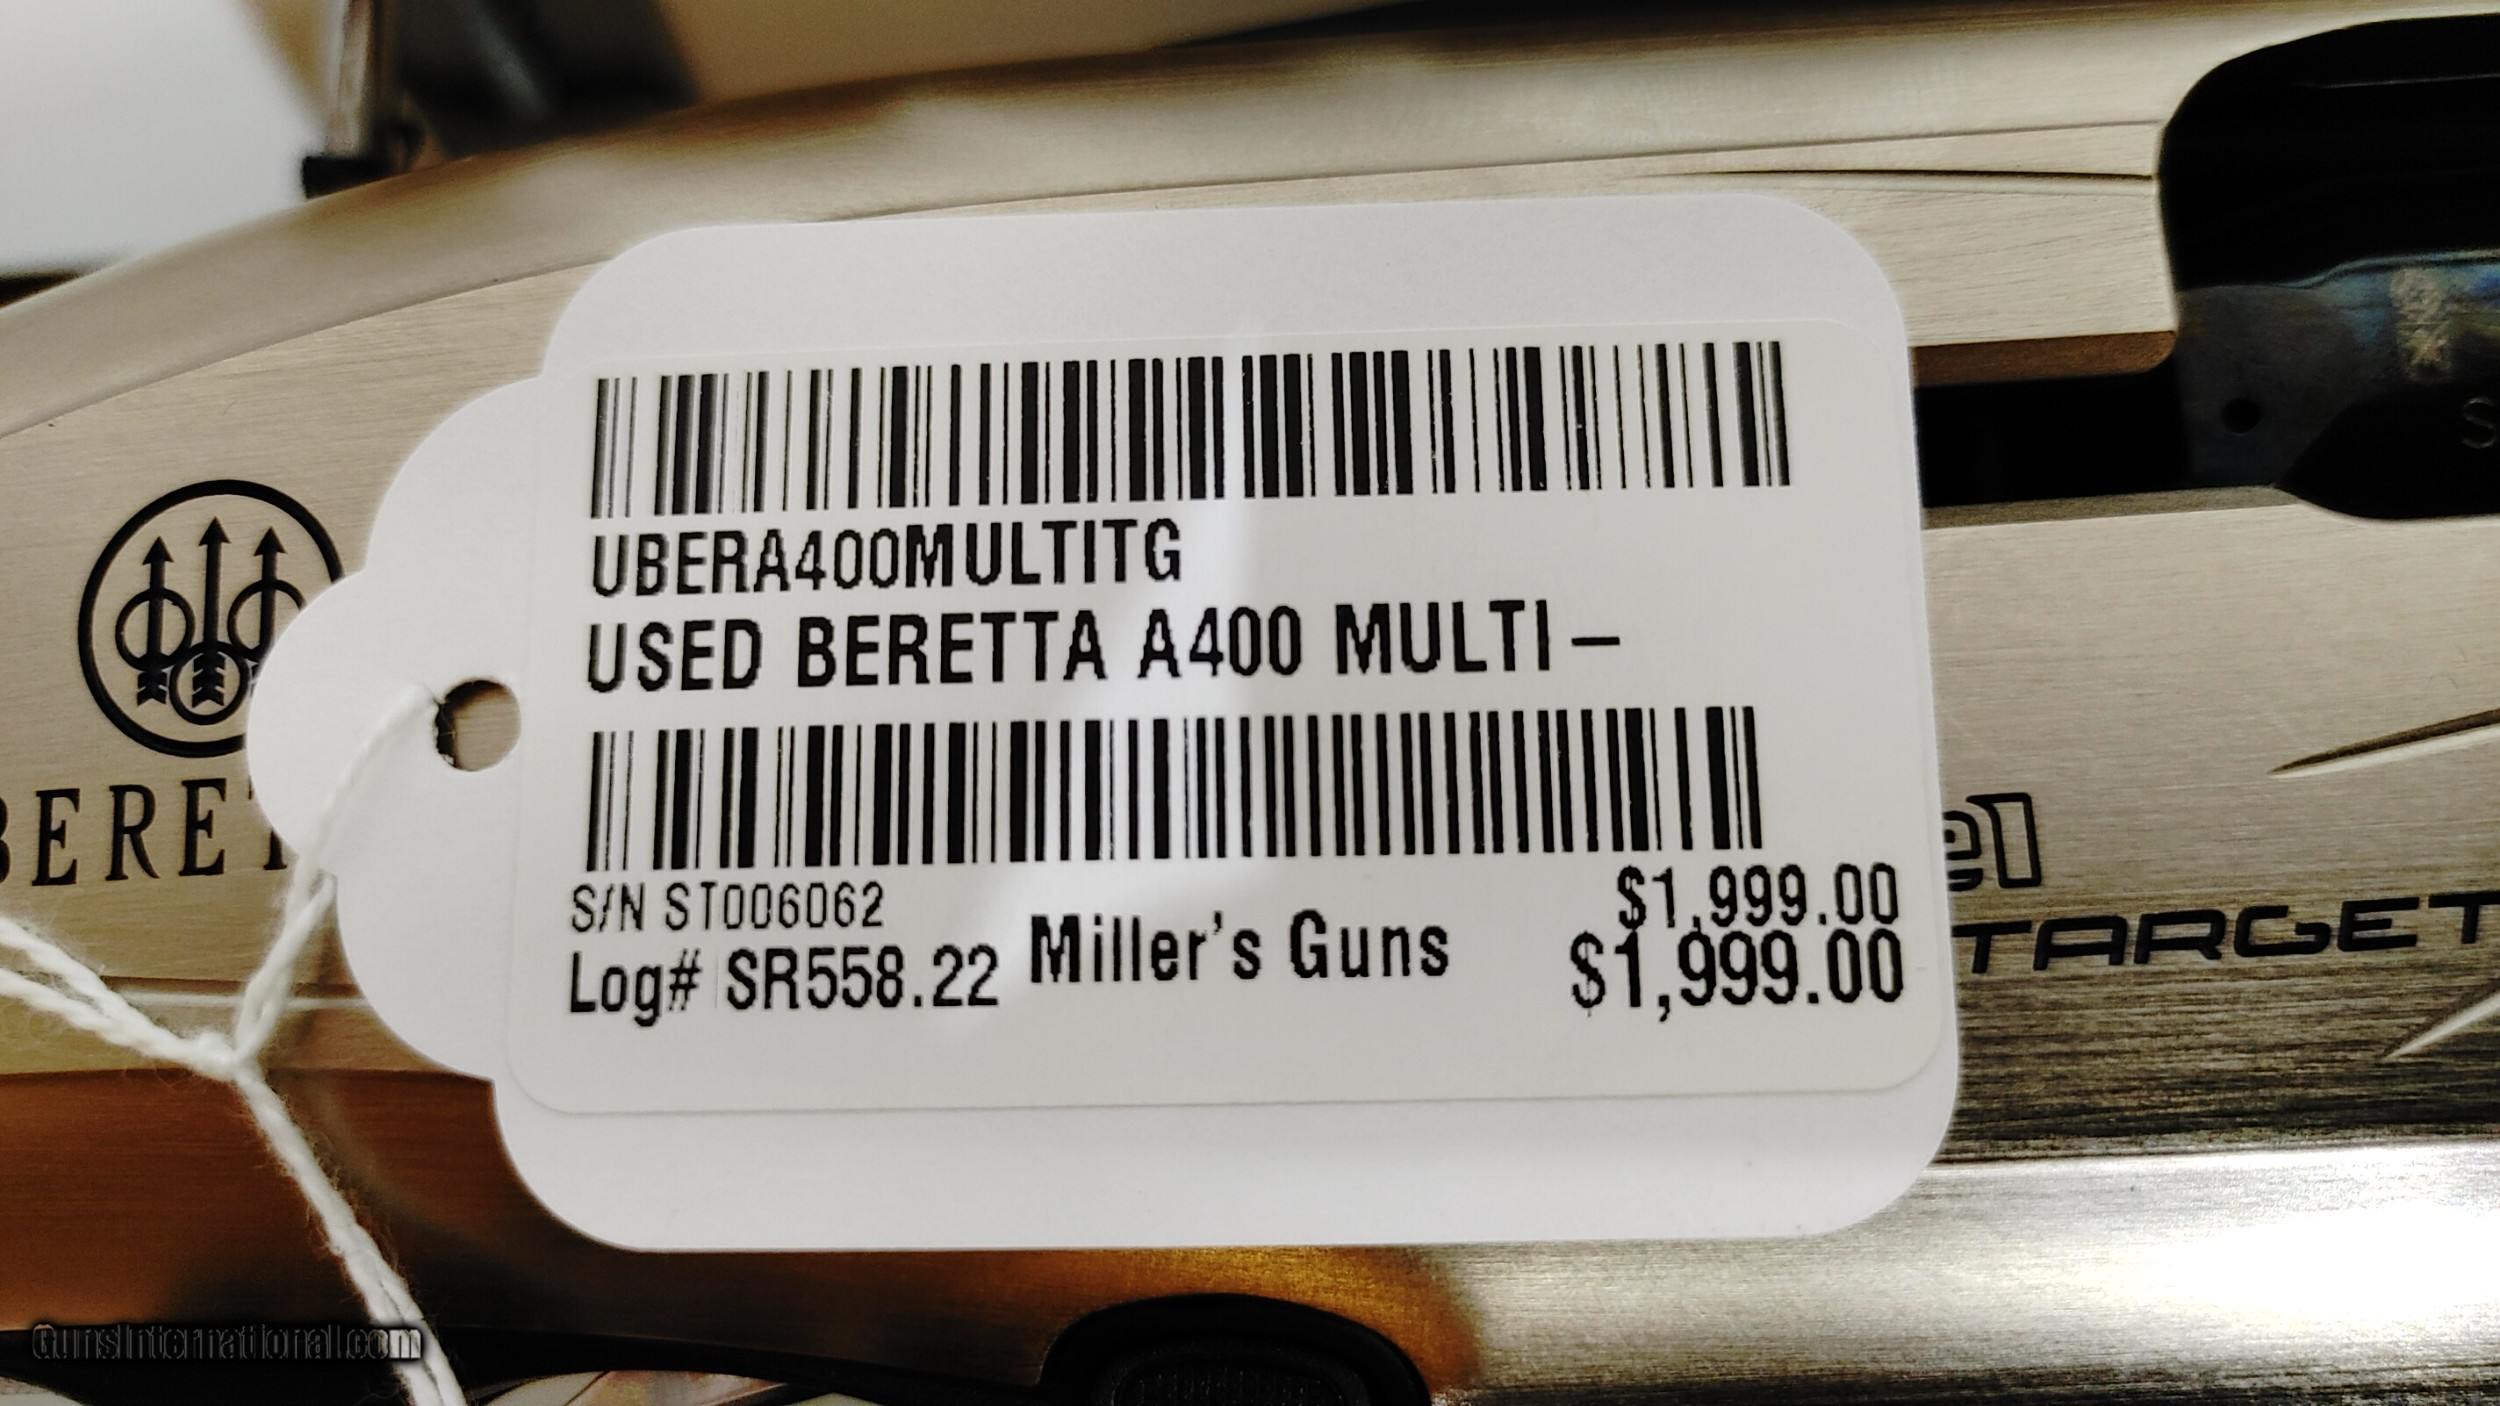 UBERA400MULTITG
USED BERETTA A400 MULTI-
S/N ST006062
Log# SR558.22
Miller's Guns
$1,999.00
$1,999.00
BERET
el
TARGET
GunsInternational.com